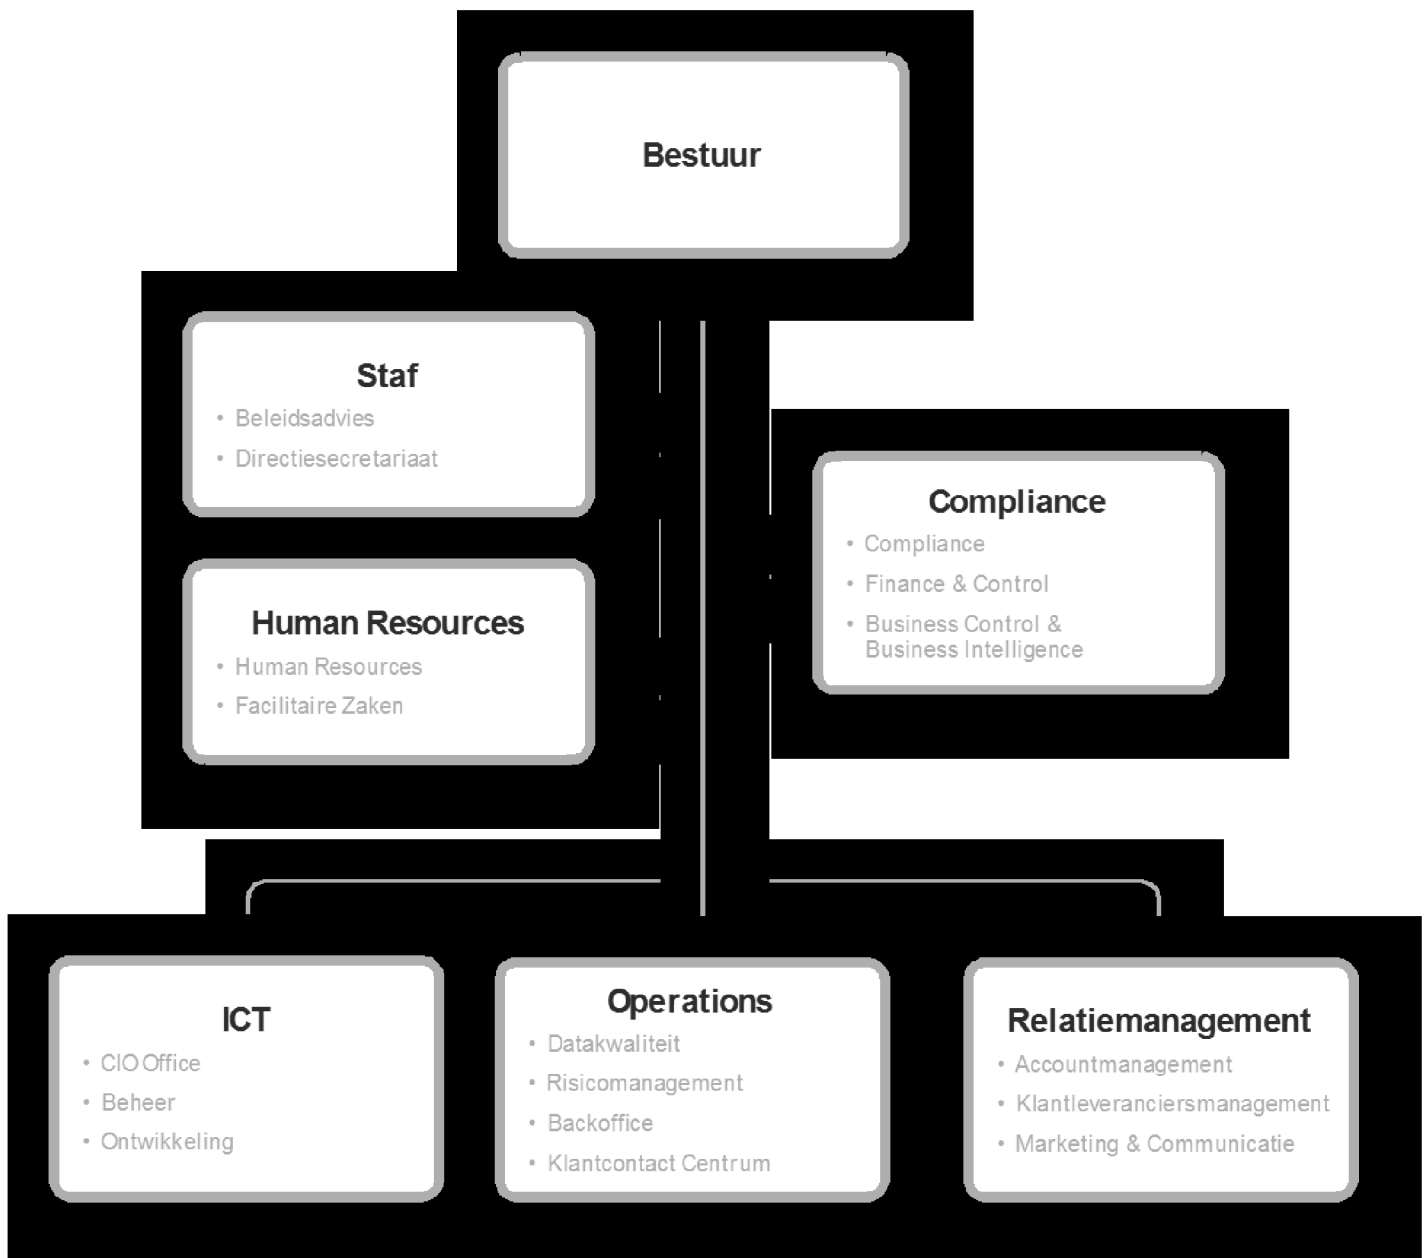 Bestuur
Staf
• Beleidsadvies
• Directiesecretariaat
Human Resources
• Human Resources
• Facilitaire Zaken
Compliance
• Compliance
• Finance & Control
• Business Control &
Business Intelligence
ICT
• CIO Office
• Beheer
• Ontwikkeling
Operations
• Datakwaliteit
• Risicomanagement
• Backoffice
• Klantcontact Centrum
Relatiemanagement
• Accountmanagement
• Klantleveranciersmanagement
• Marketing & Communicatie